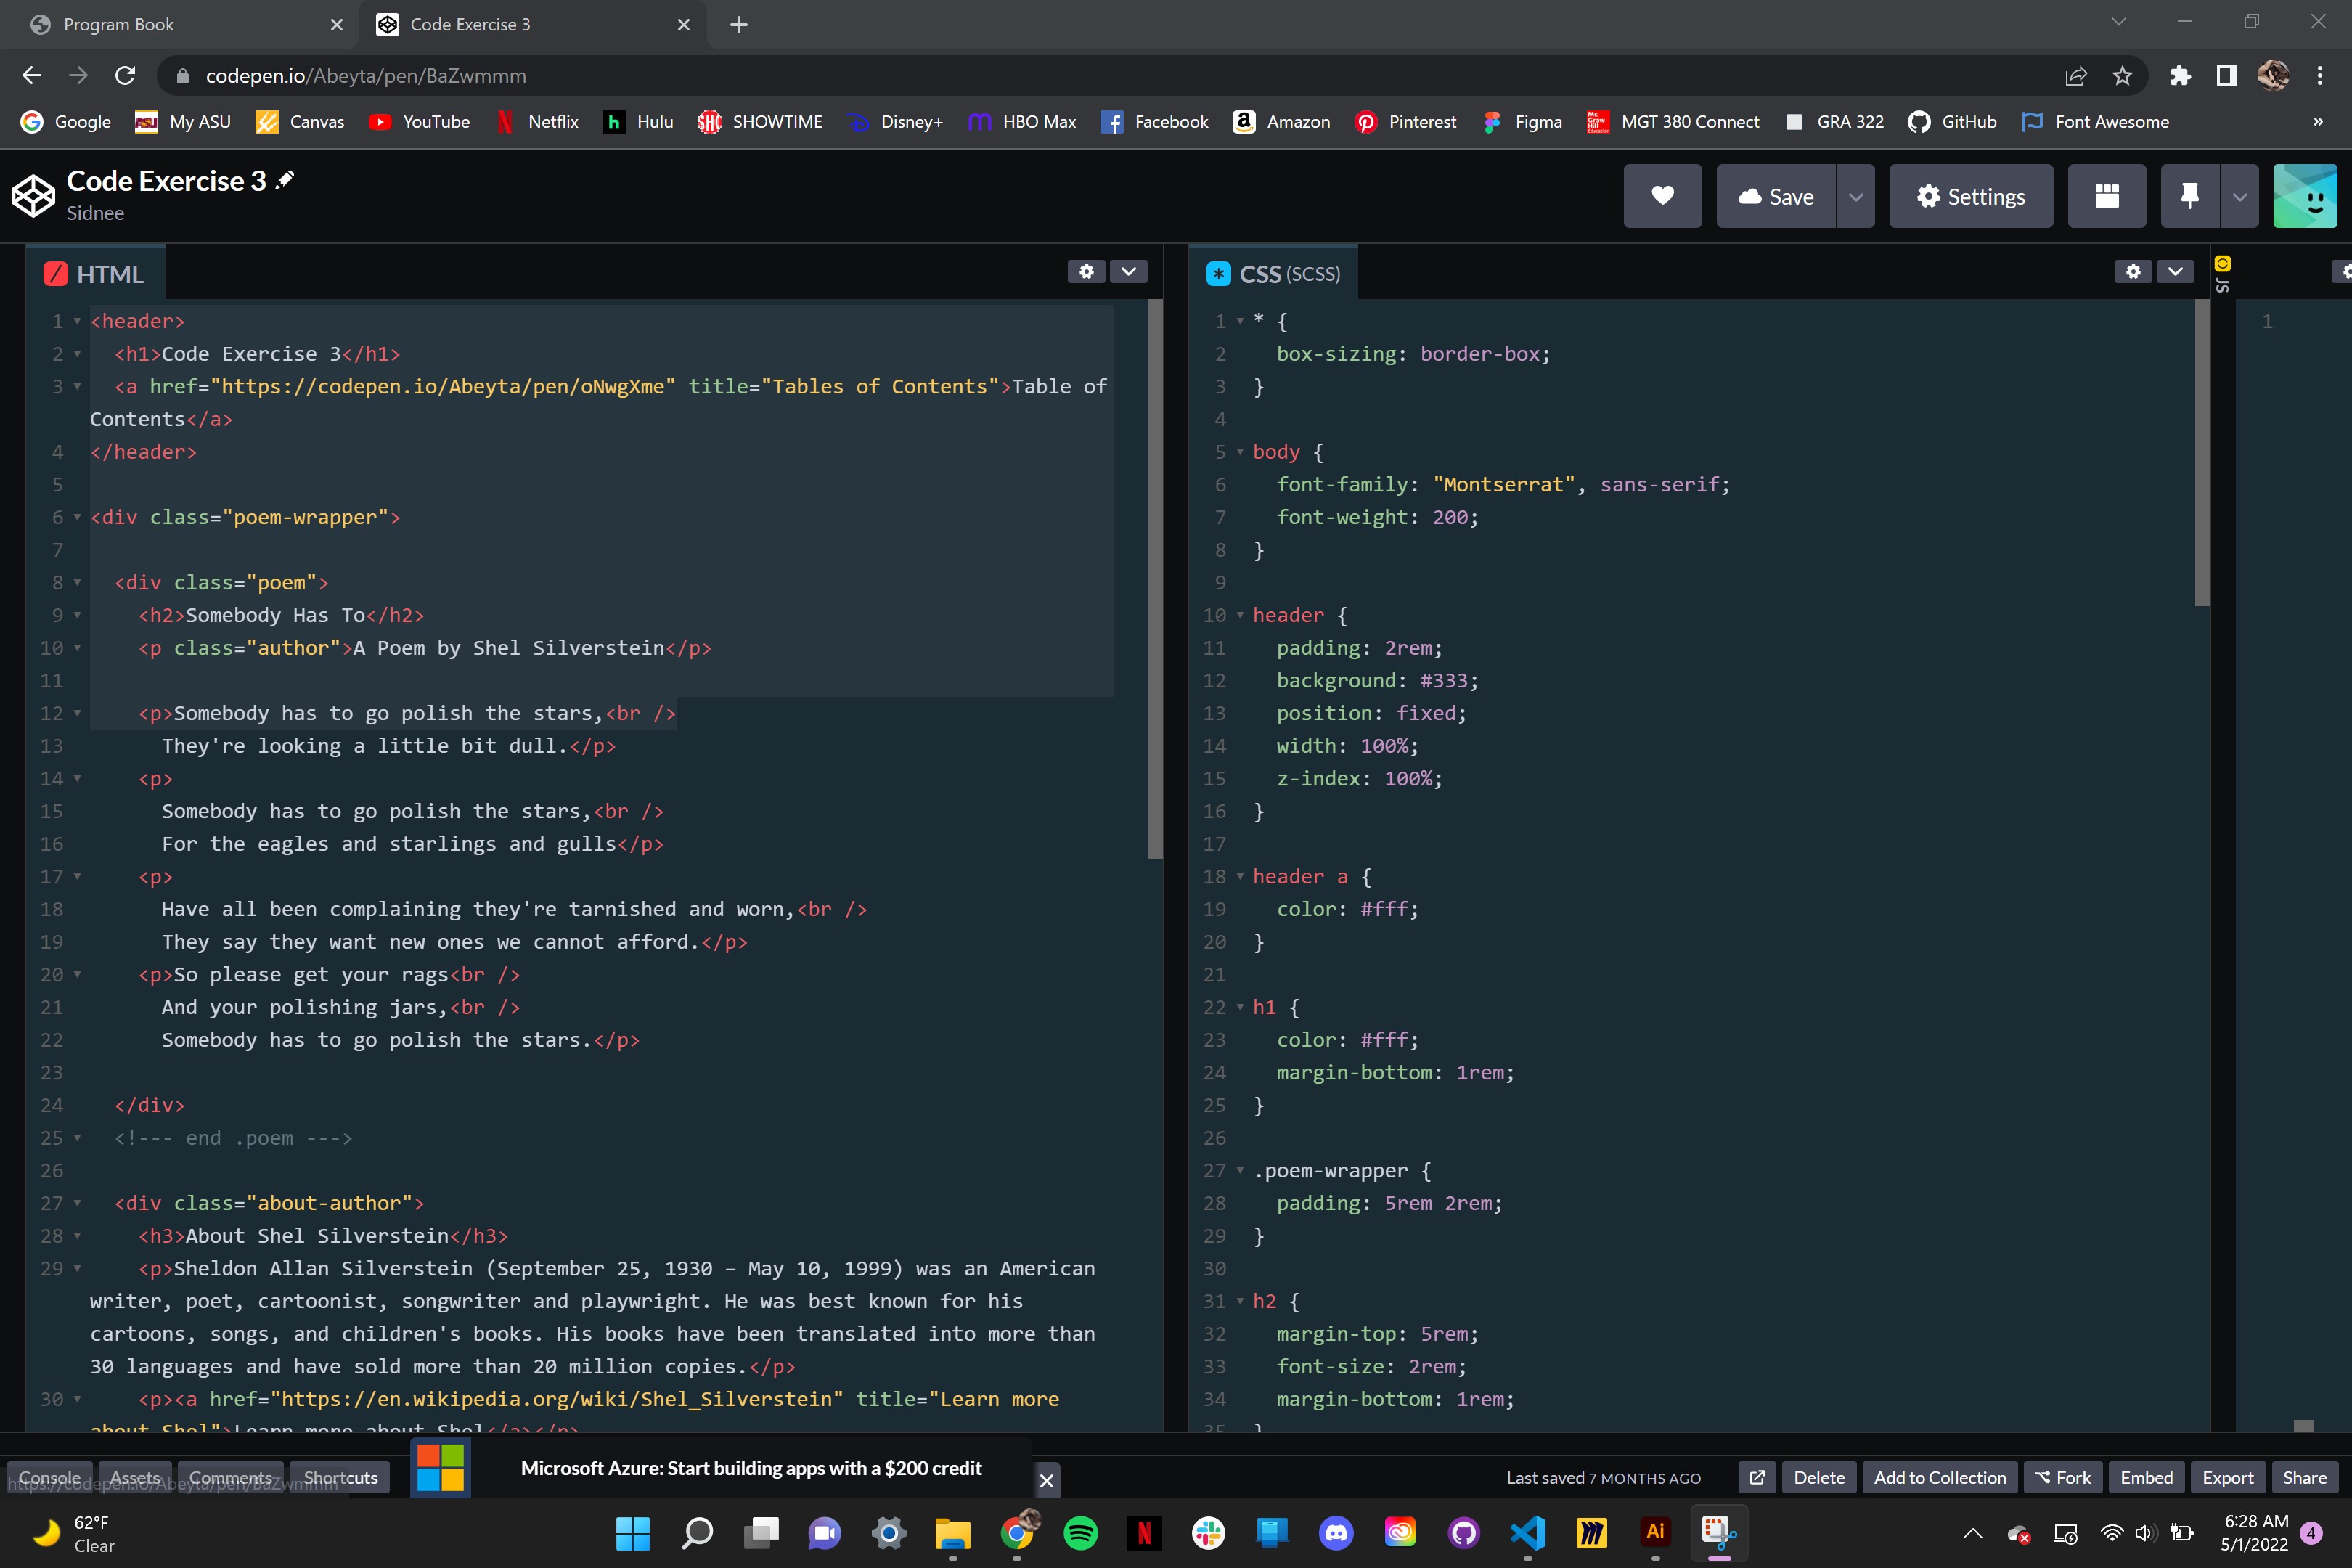 Program Book
Code Exercise 3
codepen.io/Abeyta/pen/BaZwmmm
Google My ASU Canvas YouTube Netflix Hulu SHOWTIME Disney+ HBO Max Facebook Amazon Pinterest Figma MGT 380 Connect GRA 322 GitHub Font Awesome »
Code Exercise 3
Sidnee
Save
Settings
HTML
1 <header>
2 <h1>Code Exercise 3</h1>
3 <a href="https://codepen.io/Abeyta/pen/oNwgXme" title="Tables of Contents">Table of
Contents</a>
4 </header>
5
6 <div class="poem-wrapper">
7
8 <div class="poem">
9 <h2>Somebody Has To</h2>
10 <p class="author">A Poem by Shel Silverstein</p>
11
12 <p>Somebody has to go polish the stars,<br />
13 They're looking a little bit dull.</p>
14 <p>
15 Somebody has to go polish the stars,<br />
16 For the eagles and starlings and gulls</p>
17 <p>
18 Have all been complaining they're tarnished and worn,<br />
19 They say they want new ones we cannot afford.</p>
20 <p>So please get your rags<br />
21 And your polishing jars,<br />
22 Somebody has to go polish the stars.</p>
23
24 </div>
25 <!--- end .poem --->
26
27 <div class="about-author">
28 <h3>About Shel Silverstein</h3>
29 <p>Sheldon Allan Silverstein (September 25, 1930 – May 10, 1999) was an American
writer, poet, cartoonist, songwriter and playwright. He was best known for his
cartoons, songs, and children's books. His books have been translated into more than
30 languages and have sold more than 20 million copies.</p>
30 <p><a href="https://en.wikipedia.org/wiki/Shel_Silverstein" title="Learn more
about Shel">Learn more about Shel</a></p>
CSS (SCSS)
1 * {
2 box-sizing: border-box;
3 }
4
5 body {
6 font-family: "Montserrat", sans-serif;
7 font-weight: 200;
8 }
9
10 header {
11 padding: 2rem;
12 background: #333;
13 position: fixed;
14 width: 100%;
15 z-index: 100%;
16 }
17
18 header a {
19 color: #fff;
20 }
21
22 h1 {
23 color: #fff;
24 margin-bottom: 1rem;
25 }
26
27 .poem-wrapper {
28 padding: 5rem 2rem;
29 }
30
31 h2 {
32 margin-top: 5rem;
33 font-size: 2rem;
34 margin-bottom: 1rem;
35 }
JS
1
Console Assets Comments Shortcuts
https://codepen.io/Abeyta/pen/BaZwmmm
Microsoft Azure: Start building apps with a $200 credit
Last saved 7 MONTHS AGO
Delete Add to Collection Fork Embed Export Share
62°F
Clear
6:28 AM
5/1/2022
4